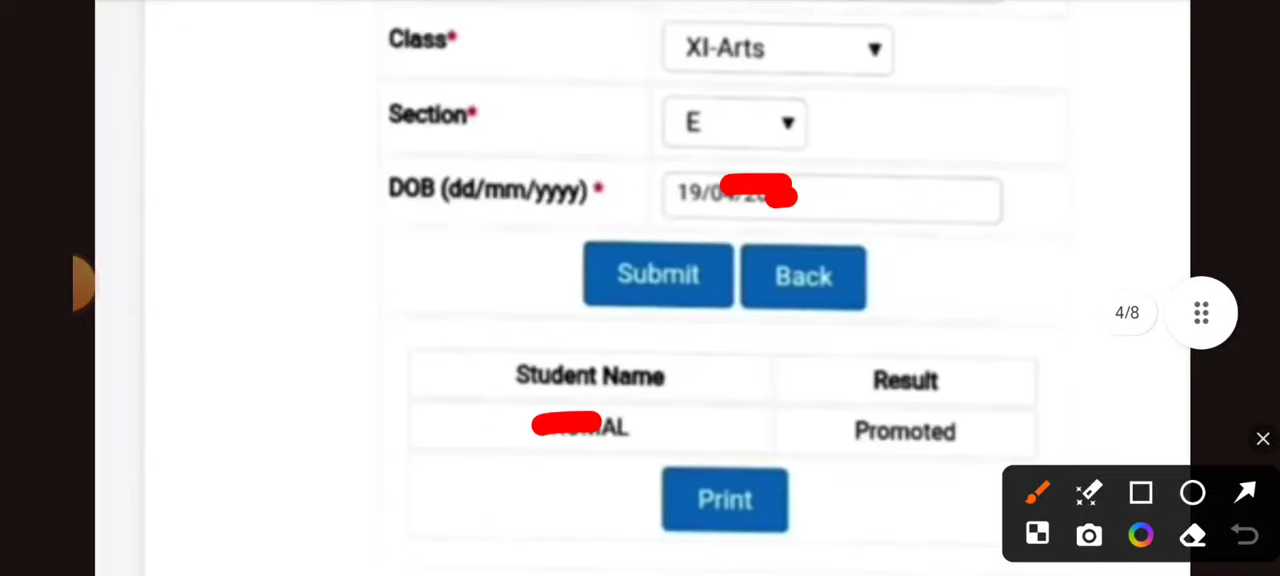 Class*
XI-Arts ▼
Section*
E ▼
DOB (dd/mm/yyyy) *
19/0
Submit Back
4/8
Student Name Result
AL Promoted
Print